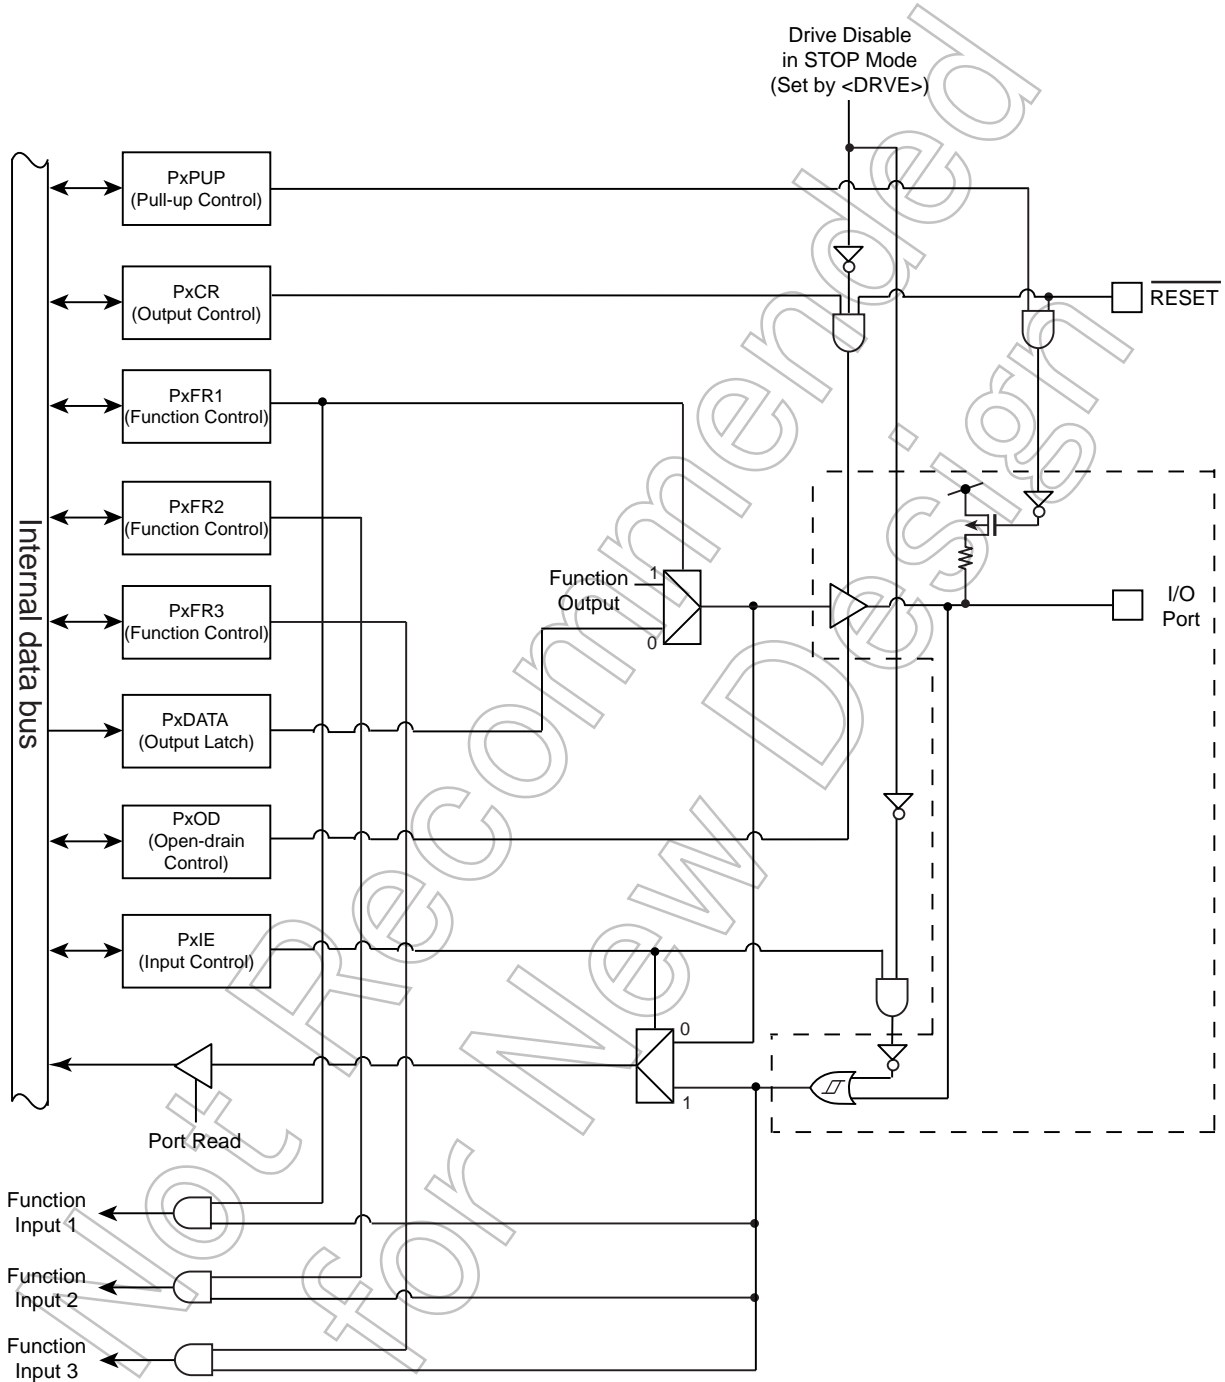 Drive Disable
in STOP Mode
(Set by <DRVE>)
PxPUP
(Pull-up Control)
PxCR
(Output Control)
RESET
PxFR1
(Function Control)
PxFR2
(Function Control)
Internal data bus
Function
Output
1
0
I/O
Port
PxFR3
(Function Control)
PxDATA
(Output Latch)
PxOD
(Open-drain
Control)
PxIE
(Input Control)
0
1
Port Read
Function
Input 1
Function
Input 2
Function
Input 3
Not Recommended
for New Design